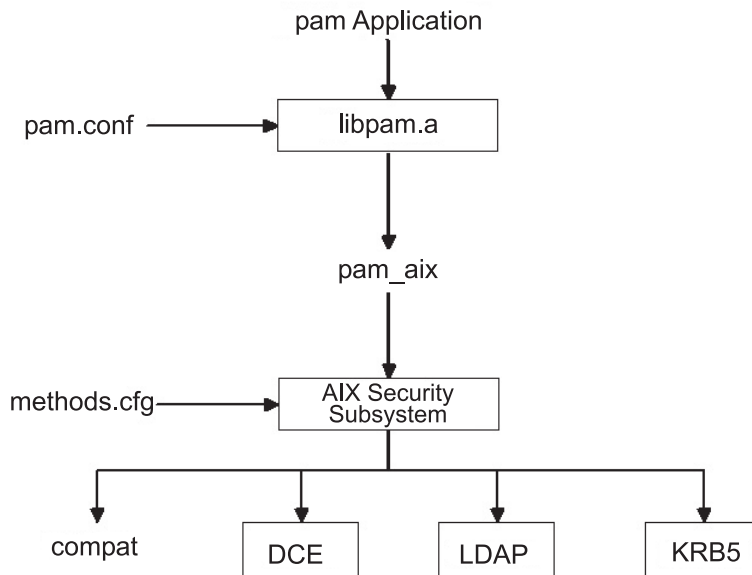 pam Application
pam.conf
libpam.a
pam_aix
methods.cfg
AIX Security
Subsystem
compat
DCE
LDAP
KRB5